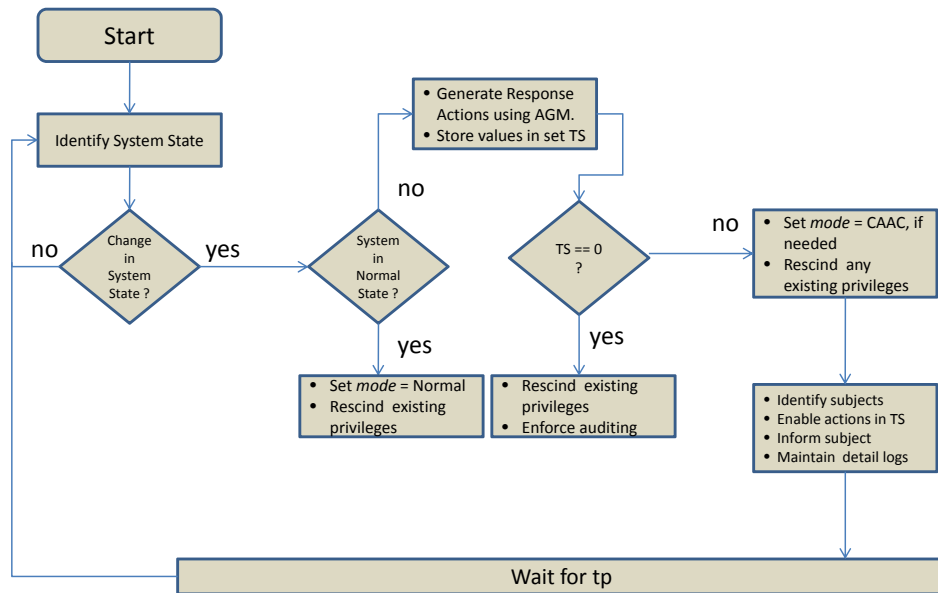 Start
Identify System State
Change
in
System
State ?
no
yes
System
in
Normal
State ?
no
yes
• Generate Response
Actions using AGM.
• Store values in set TS
TS == 0
?
no
yes
• Set mode = Normal
• Rescind existing
privileges
• Rescind existing
privileges
• Enforce auditing
• Set mode = CAAC, if
needed
• Rescind any
existing privileges
• Identify subjects
• Enable actions in TS
• Inform subject
• Maintain detail logs
Wait for tp